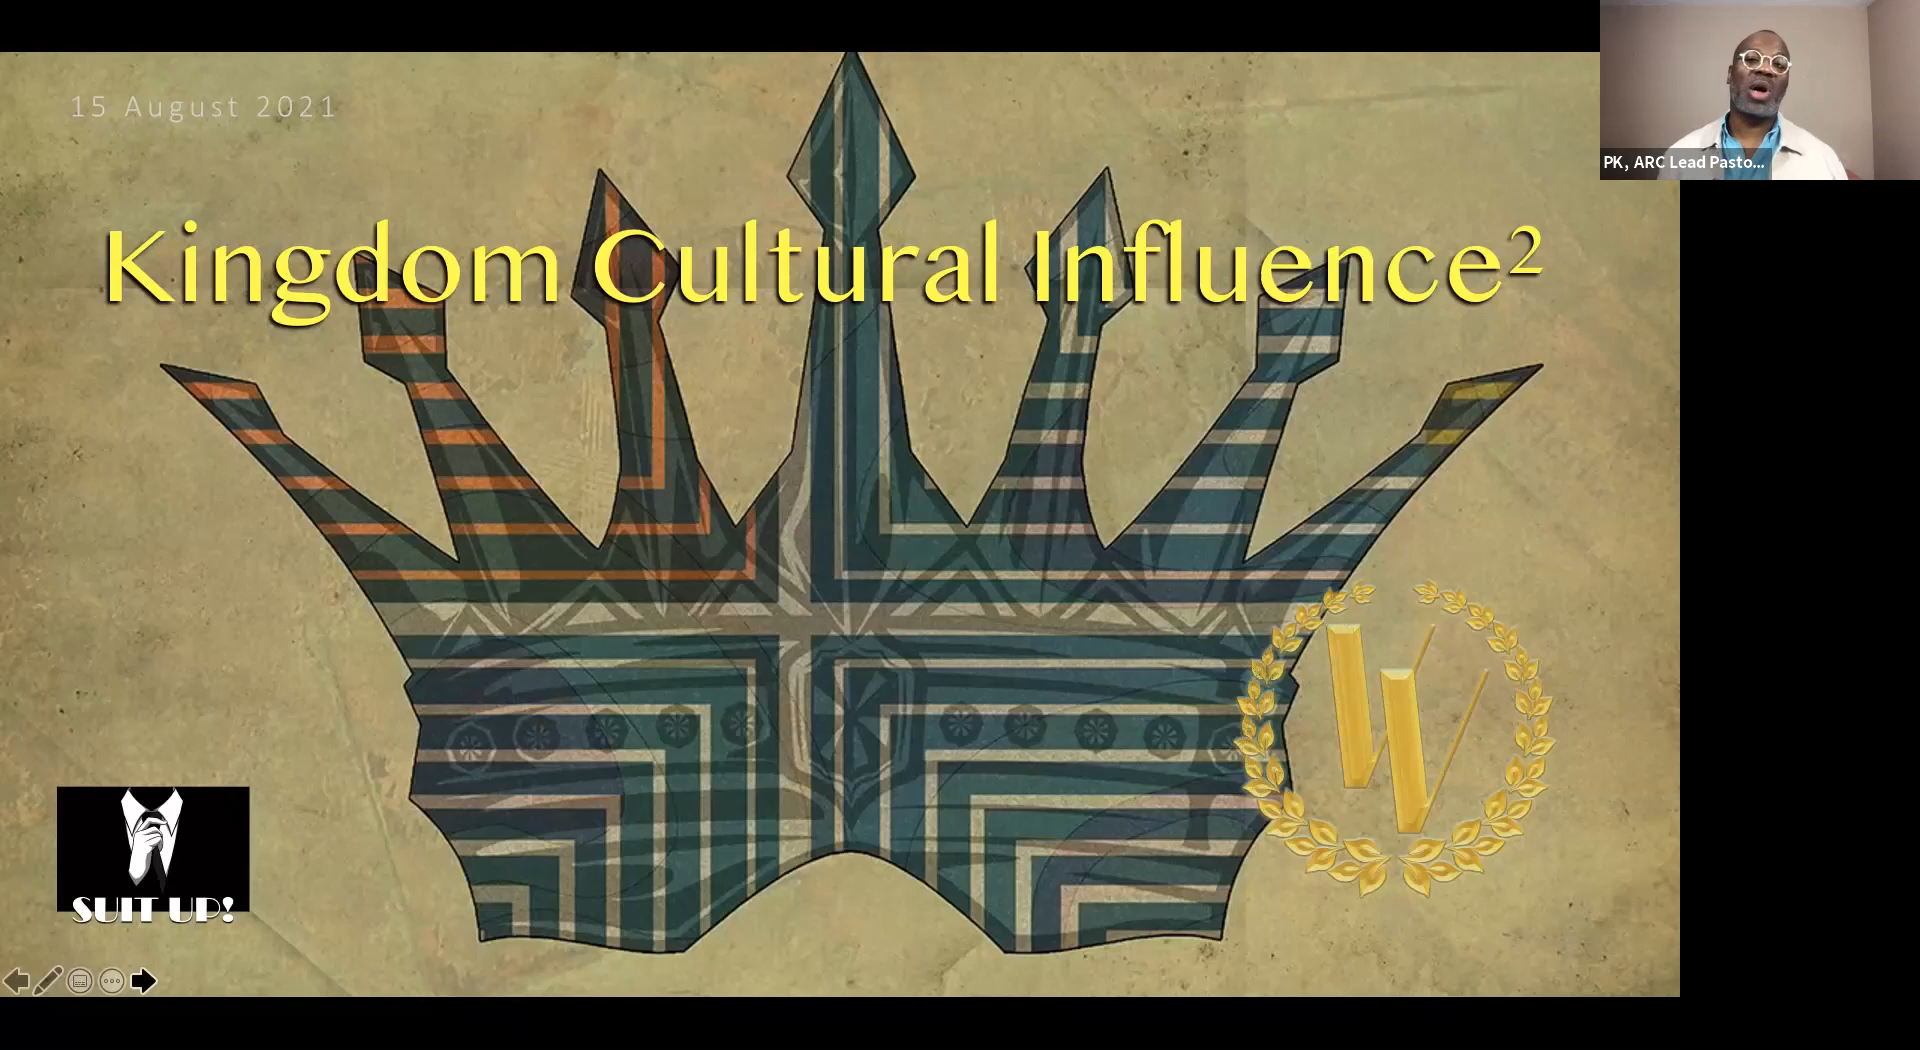 15 August 2021
PK, ARC Lead Pasto...
Kingdom Cultural Influence²
W
SUIT UP!